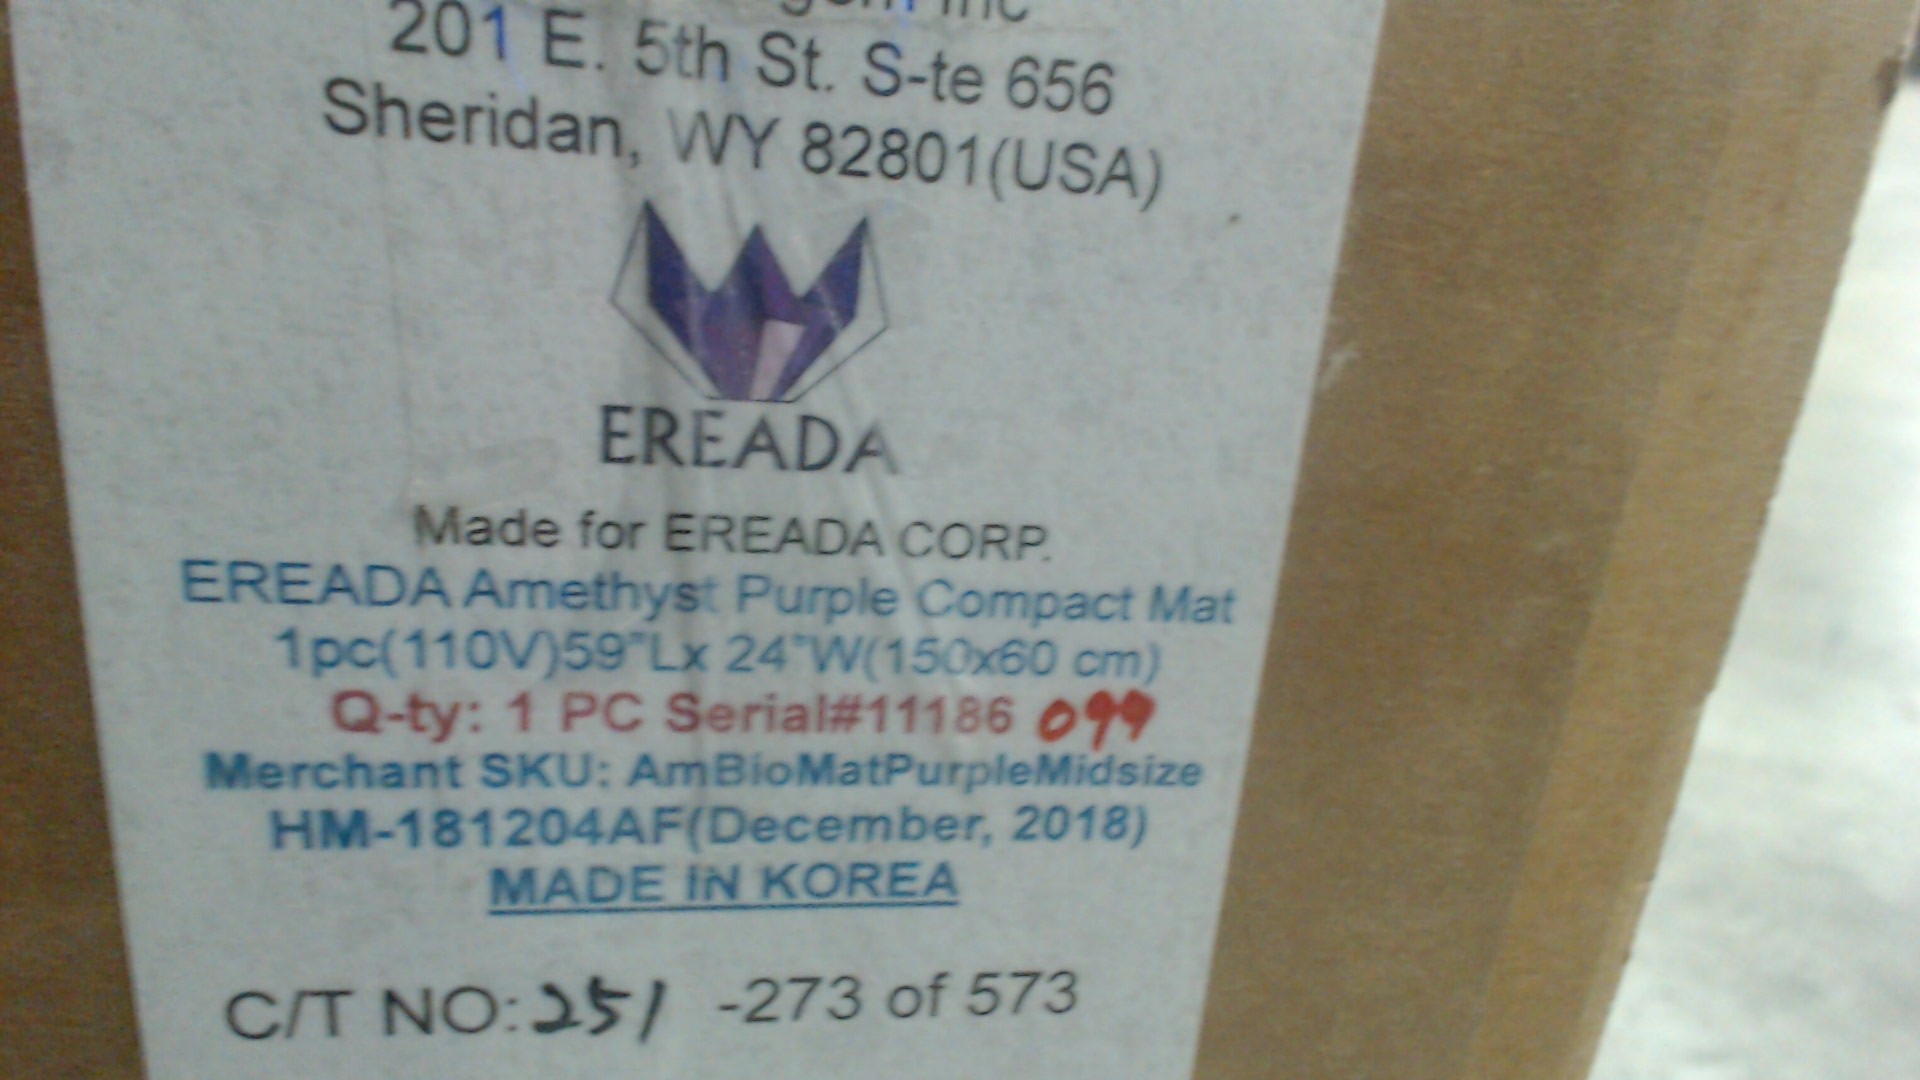 Inc
201 E. 5th St. S-te 656
Sheridan, WY 82801(USA)
EREADA
Made for EREADA CORP.
EREADA Amethyst Purple Compact Mat
1pc(110V)59"Lx 24"W(150x60 cm)
Q-ty: 1 PC Serial#11186 099
Merchant SKU: AmBioMatPurpleMidsize
HM-181204AF(December, 2018)
MADE IN KOREA
C/T NO:251 -273 of 573